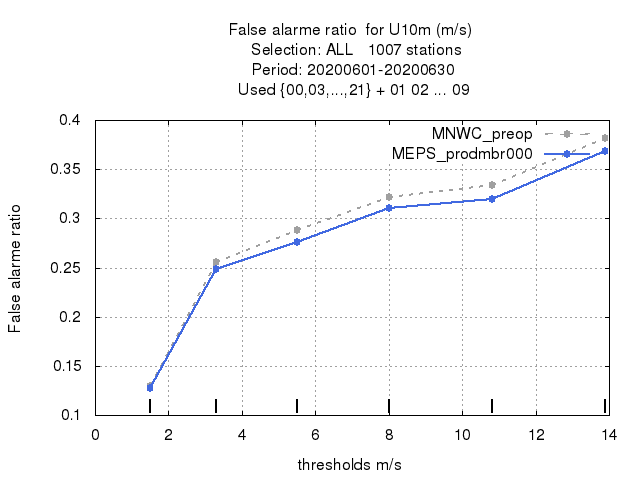 False alarme ratio  for U10m (m/s)
Selection: ALL   1007 stations
Period: 20200601-20200630
Used {00,03,...,21} + 01 02 ... 09
MNWC_preop
MEPS_prodmbr000
False alarme ratio
0.4
0.35
0.3
0.25
0.2
0.15
0.1
0 2 4 6 8 10 12 14
thresholds m/s